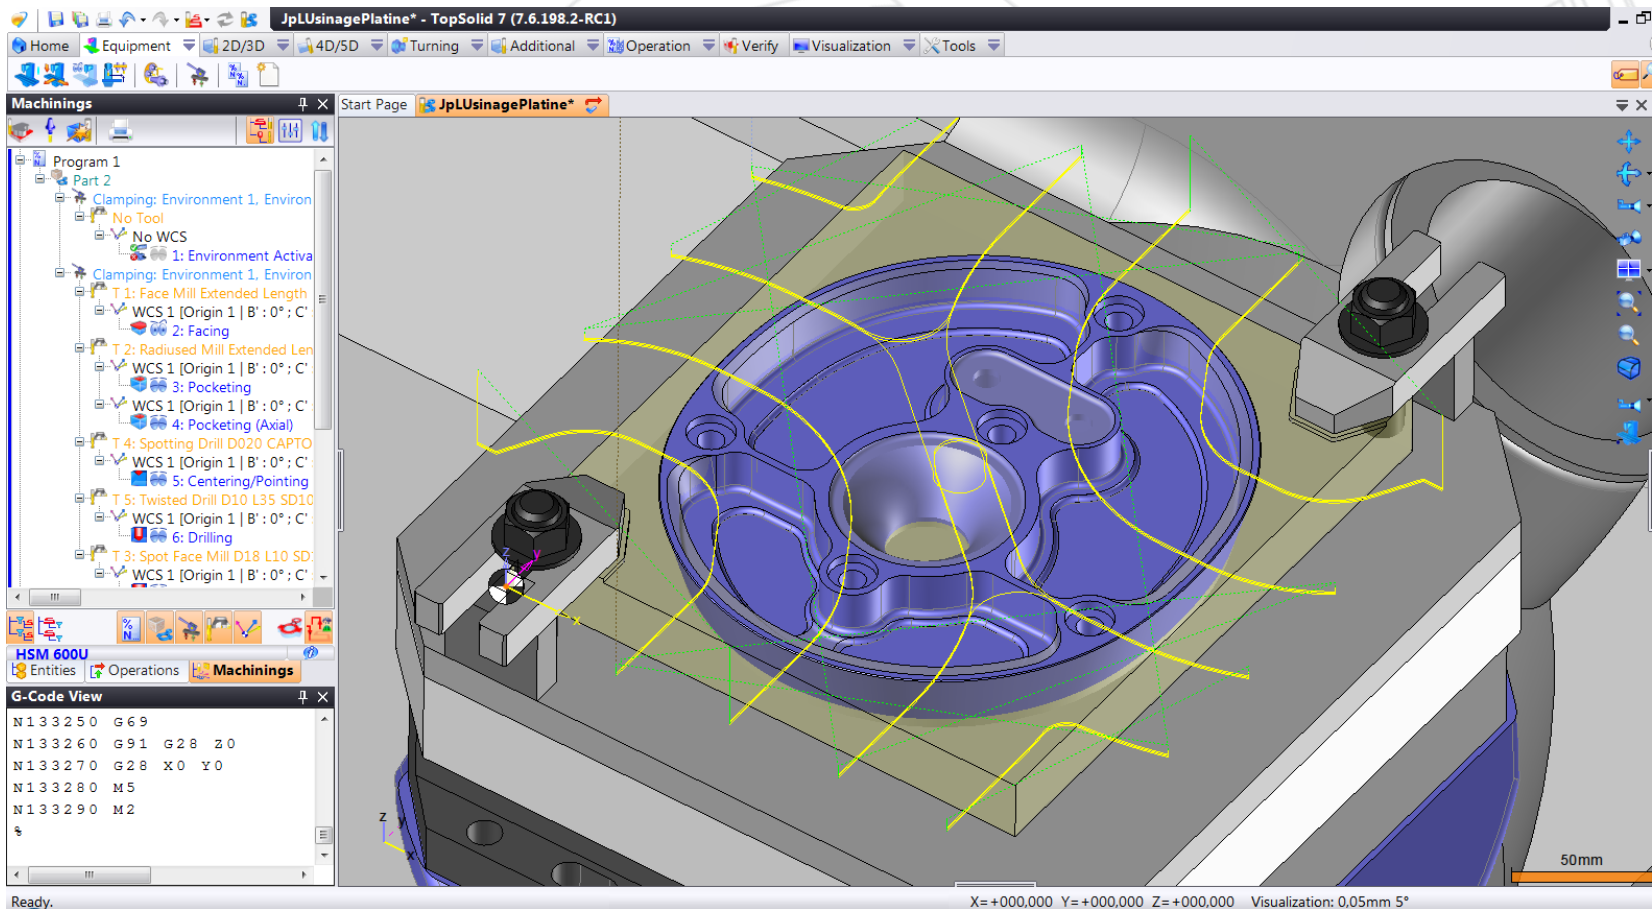 JpLUsinagePlatine* - TopSolid 7 (7.6.198.2-RC1)
Home Equipment 2D/3D 4D/5D Turning Additional Operation Verify Visualization Tools
Machinings
Start Page JpLUsinagePlatine*
Program 1
Part 2
Clamping: Environment 1, Environ
No Tool
No WCS
1: Environment Activa
Clamping: Environment 1, Environ
T 1: Face Mill Extended Length
WCS 1 [Origin 1 | B' : 0° ; C'
2: Facing
T 2: Radiused Mill Extended Len
WCS 1 [Origin 1 | B' : 0° ; C'
3: Pocketing
WCS 1 [Origin 1 | B' : 0° ; C'
4: Pocketing (Axial)
T 4: Spotting Drill D020 CAPTO
WCS 1 [Origin 1 | B' : 0° ; C'
5: Centering/Pointing
T 5: Twisted Drill D10 L35 SD10
WCS 1 [Origin 1 | B' : 0° ; C'
6: Drilling
T 3: Spot Face Mill D18 L10 SD
WCS 1 [Origin 1 | B' : 0° ; C'
HSM 600U
Entities Operations Machinings
G-Code View
N133250 G69
N133260 G91 G28 Z0
N133270 G28 X0 Y0
N133280 M5
N133290 M2
%
z y
x
z y
x
50mm
Ready.
X=+000,000 Y=+000,000 Z=+000,000 Visualization: 0,05mm 5°